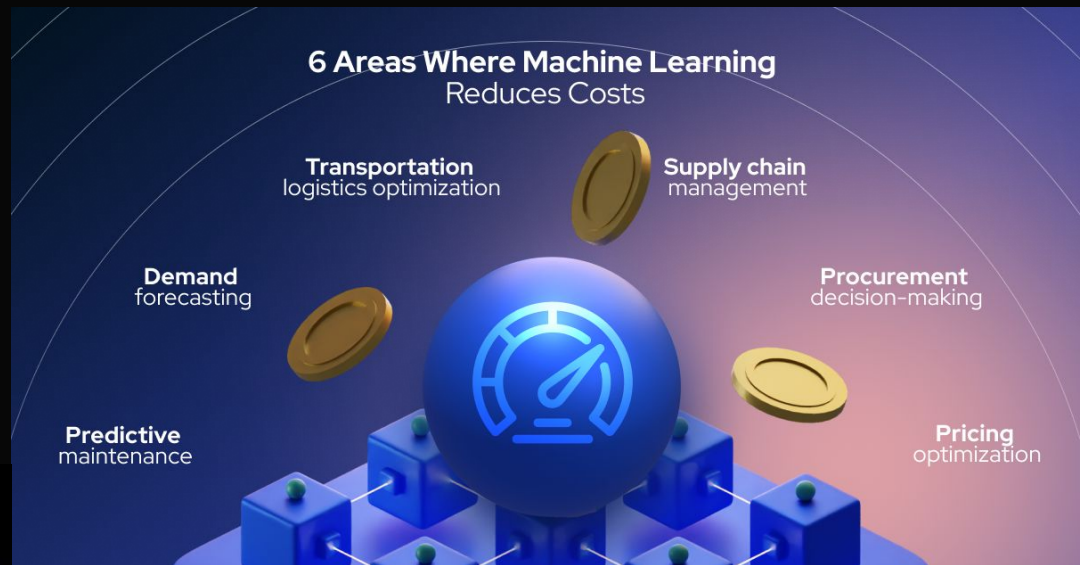 6 Areas Where Machine Learning
Reduces Costs
Transportation
logistics optimization
Supply chain
management
Demand
forecasting
Procurement
decision-making
Predictive
maintenance
Pricing
optimization